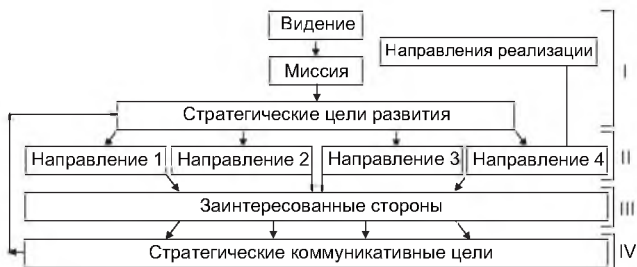 Видение
Направления реализации
Миссия
I
Стратегические цели развития
Направление 1
Направление 2
Направление 3
Направление 4
II
Заинтересованные стороны
III
Стратегические коммуникативные цели
IV